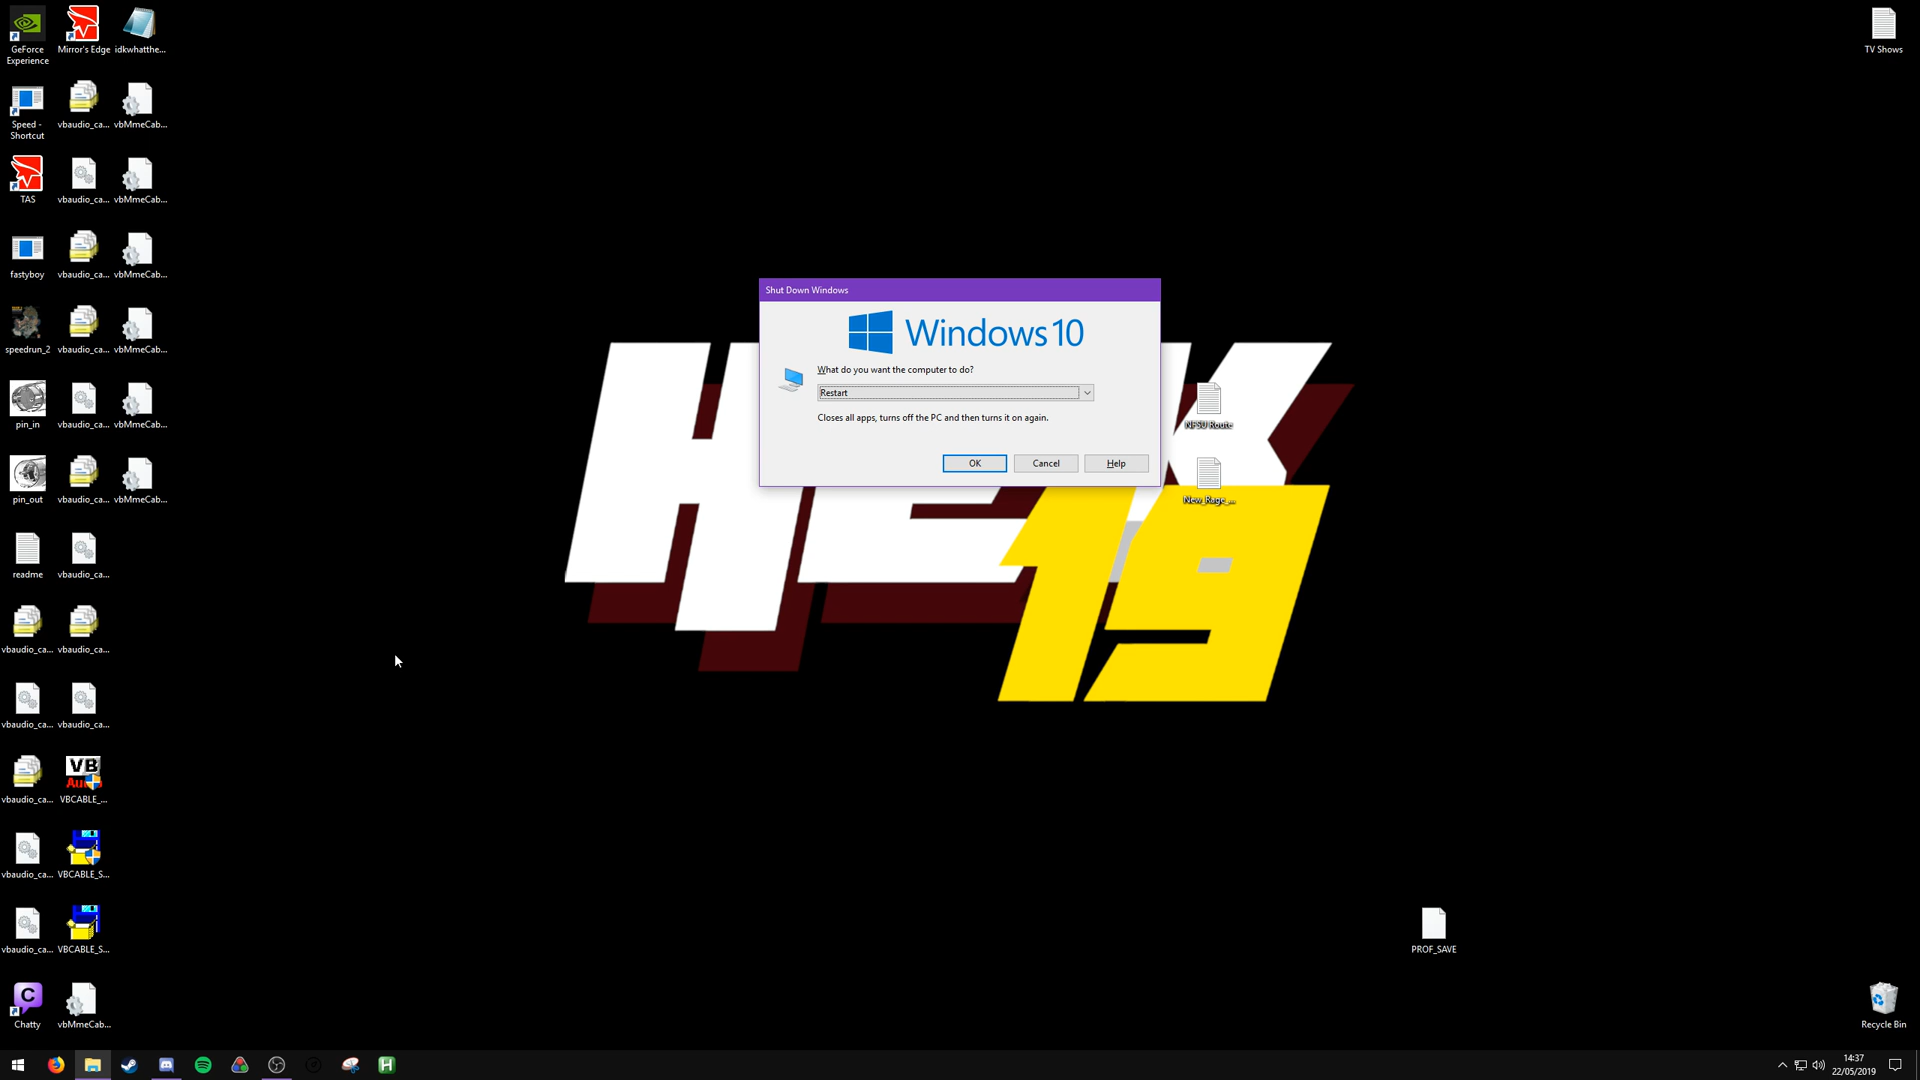 GeForce
Experience
Mirror's Edge
idkwhatthe...
TV Shows
Speed -
Shortcut
vbaudio_ca...
vbMmeCab...
TAS
vbaudio_ca...
vbMmeCab...
fastyboy
vbaudio_ca...
vbMmeCab...
speedrun_2
vbaudio_ca...
vbMmeCab...
pin_in
vbaudio_ca...
vbMmeCab...
pin_out
vbaudio_ca...
vbMmeCab...
readme
vbaudio_ca...
vbaudio_ca...
vbaudio_ca...
vbaudio_ca...
vbaudio_ca...
vbaudio_ca...
VB
VBCABLE_...
vbaudio_ca...
VBCABLE_S...
vbaudio_ca...
VBCABLE_S...
C
Chatty
vbMmeCab...
Shut Down Windows
Windows 10
What do you want the computer to do?
Restart
Closes all apps, turns off the PC and then turns it on again.
OK
Cancel
Help
NFSU Route
New_Rage_...
19
PROF_SAVE
Recycle Bin
H
14:37
22/05/2019